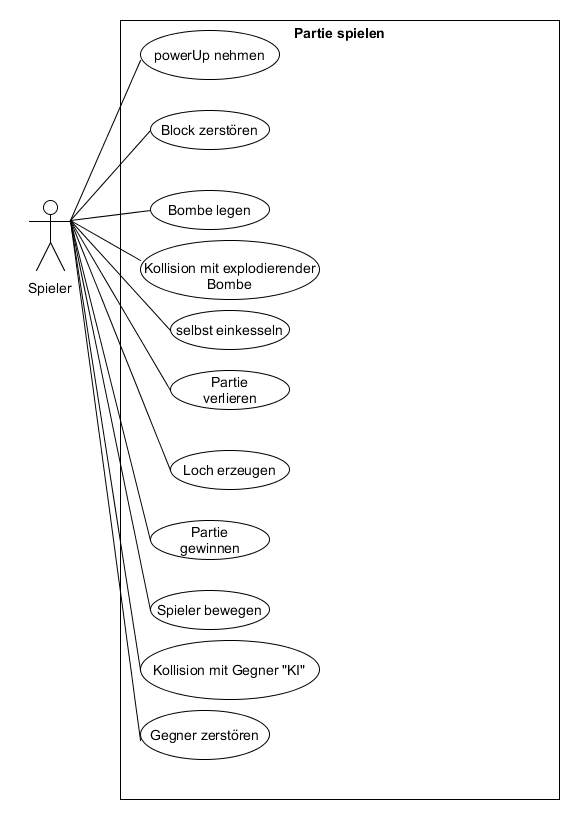 Partie spielen
powerUp nehmen
Block zerstören
Bombe legen
Kollision mit explodierender
Bombe
Spieler
selbst einkesseln
Partie
verlieren
Loch erzeugen
Partie
gewinnen
Spieler bewegen
Kollision mit Gegner "KI"
Gegner zerstören